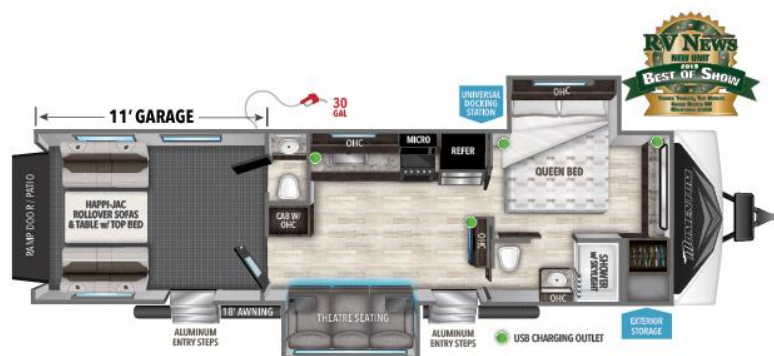 RV NEWS
NEW UNIT
2019
BEST OF SHOW
11' GARAGE
30
GAL
UNIVERSAL
DOCKING
STATION
OHC
OHC
MICRO
REFER
QUEEN BED
RAMP DOOR / PATIO
HAPPI-JAC
ROLLOVER SOFAS
& TABLE w/ TOP BED
CAB W/
OHC
OHC
SHOWER
w/ SKYLIGHT
OHC
MOMENTUM
18' AWNING
THEATRE SEATING
ALUMINUM
ENTRY STEPS
ALUMINUM
ENTRY STEPS
USB CHARGING OUTLET
EXTERIOR
STORAGE